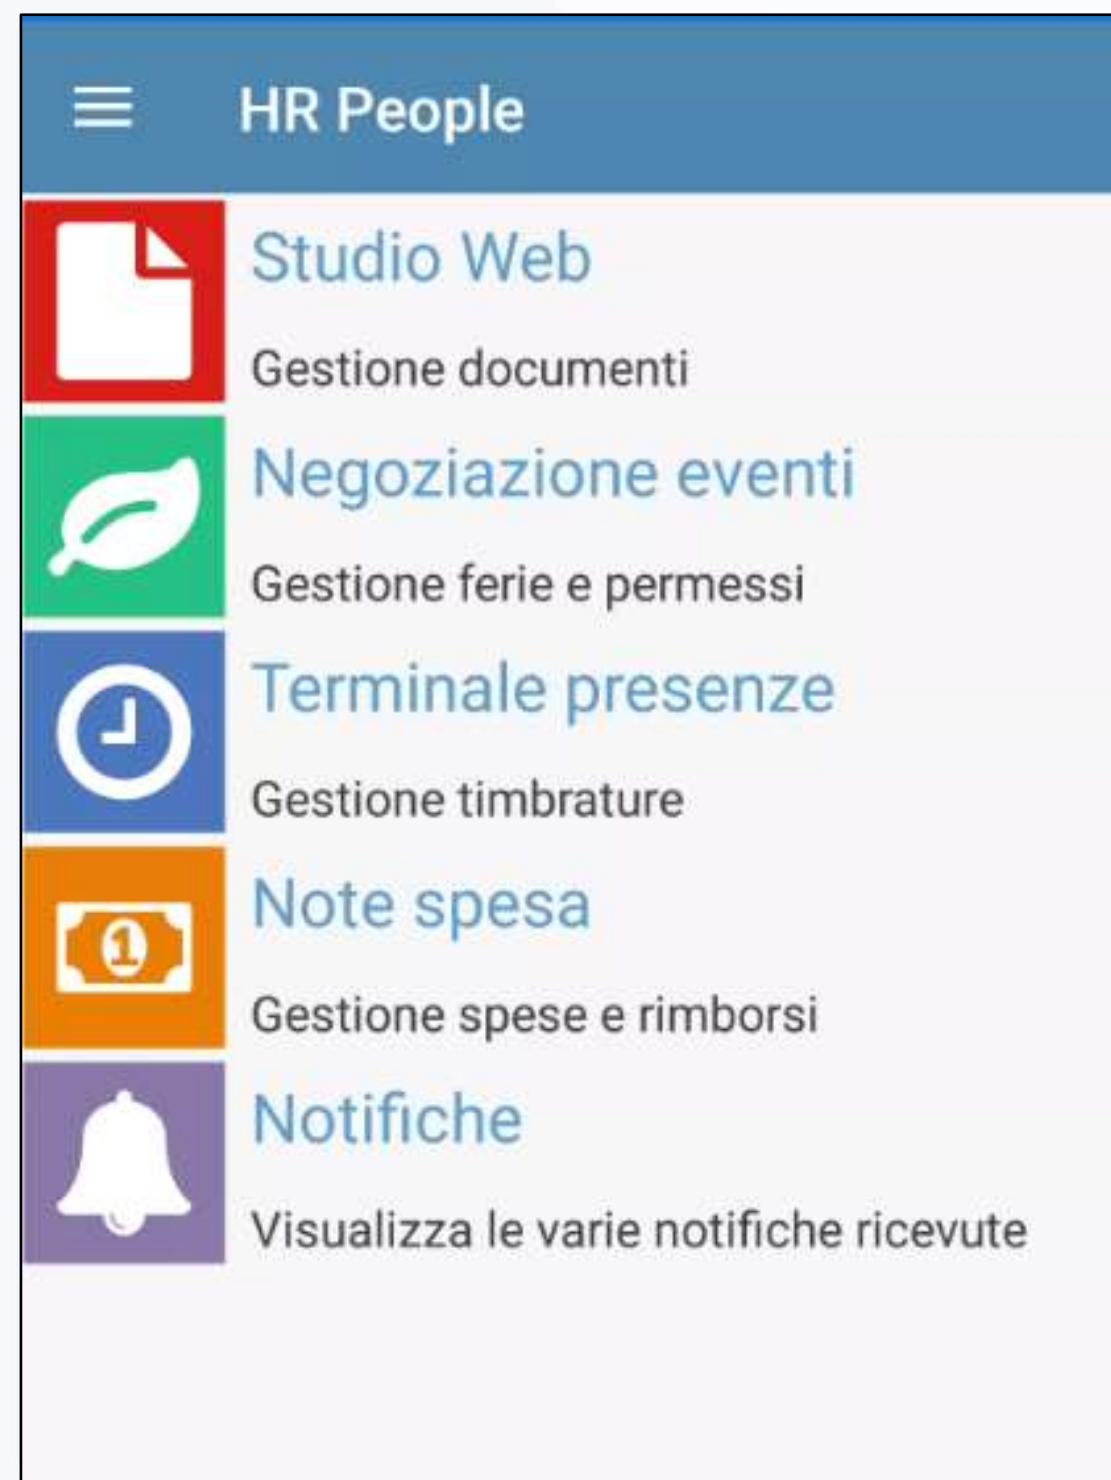 HR People
Studio Web
Gestione documenti
Negoziazione eventi
Gestione ferie e permessi
Terminale presenze
Gestione timbrature
1
Note spesa
Gestione spese e rimborsi
Notifiche
Visualizza le varie notifiche ricevute